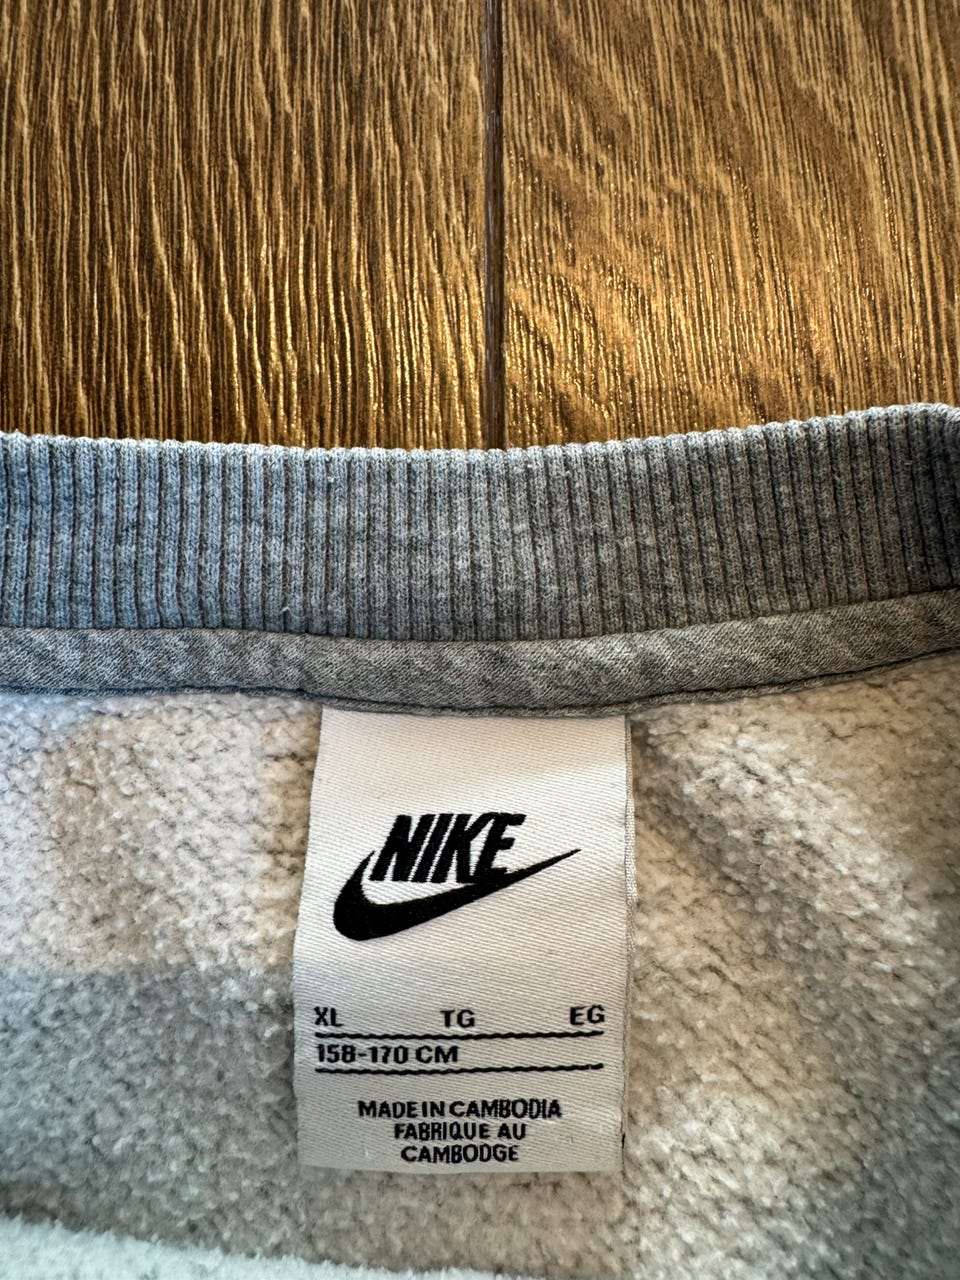 NIKE
XL TG EG
158-170 CM
MADE IN CAMBODIA
FABRIQUE AU
CAMBODGE